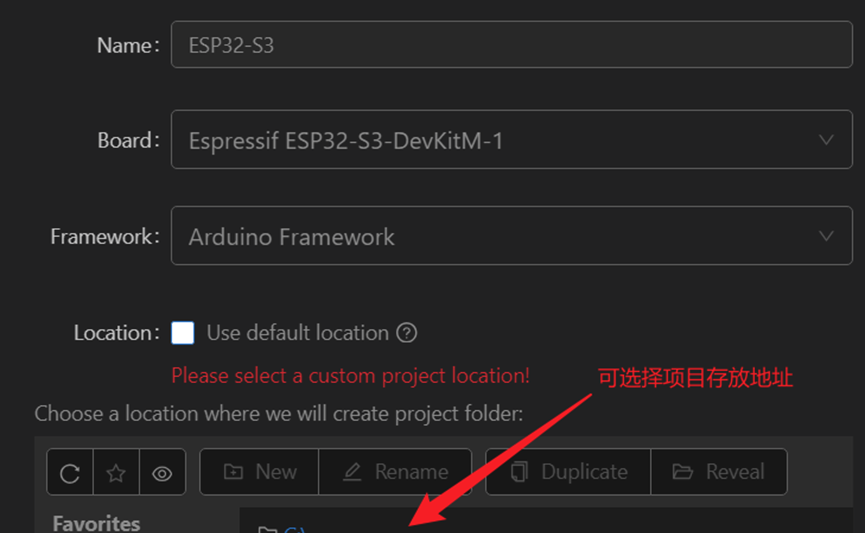 Name:
ESP32-S3
Board:
Espressif ESP32-S3-DevKitM-1
Framework:
Arduino Framework
Location:
Use default location
Please select a custom project location!
可选择项目存放地址
Choose a location where we will create project folder:
New
Rename
Duplicate
Reveal
Favorites